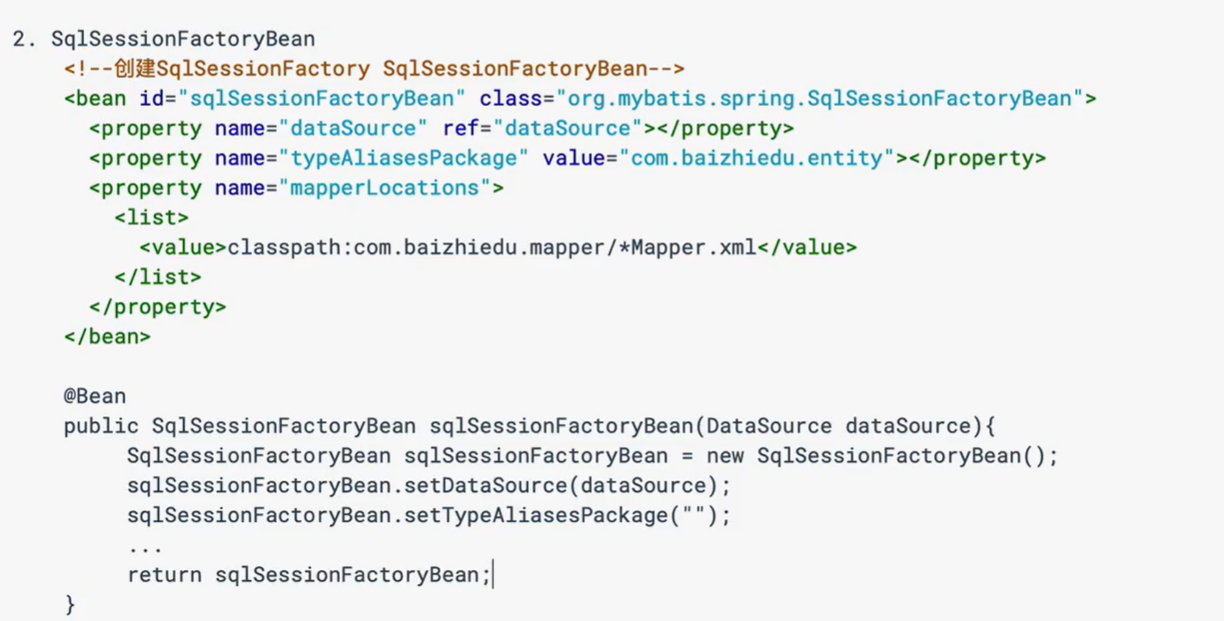 2. SqlSessionFactoryBean
<!--创建SqlSessionFactory SqlSessionFactoryBean-->
<bean id="sqlSessionFactoryBean" class="org.mybatis.spring.SqlSessionFactoryBean">
<property name="dataSource" ref="dataSource"></property>
<property name="typeAliasesPackage" value="com.baizhiedu.entity"></property>
<property name="mapperLocations">
<list>
<value>classpath:com.baizhiedu.mapper/*Mapper.xml</value>
</list>
</property>
</bean>
@Bean
public SqlSessionFactoryBean sqlSessionFactoryBean(DataSource dataSource){
SqlSessionFactoryBean sqlSessionFactoryBean = new SqlSessionFactoryBean();
sqlSessionFactoryBean.setDataSource(dataSource);
sqlSessionFactoryBean.setTypeAliasesPackage("");
...
return sqlSessionFactoryBean;
}